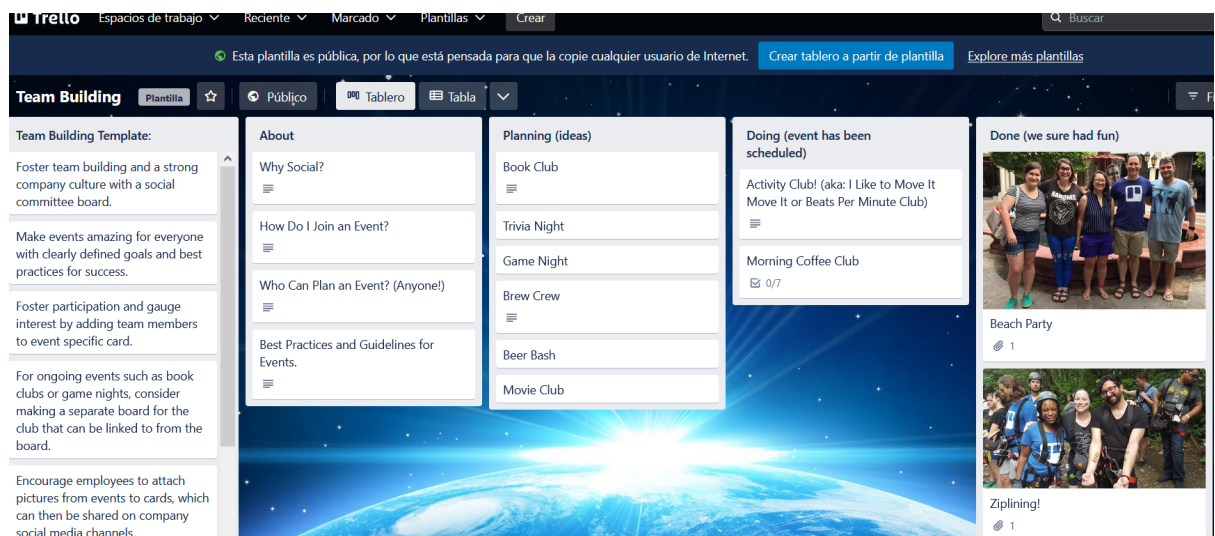 Trello Espacios de trabajo Reciente Marcado Plantillas Crear Buscar
Esta plantilla es pública, por lo que está pensada para que la copie cualquier usuario de Internet. Crear tablero a partir de plantilla Explore más plantillas
Team Building Plantilla Público Tablero Tabla
Team Building Template:
Foster team building and a strong
company culture with a social
committee board.
Make events amazing for everyone
with clearly defined goals and best
practices for success.
Foster participation and gauge
interest by adding team members
to event specific card.
For ongoing events such as book
clubs or game nights, consider
making a separate board for the
club that can be linked to from the
board.
Encourage employees to attach
pictures from events to cards, which
can then be shared on company
social media channels.
About
Why Social?
How Do I Join an Event?
Who Can Plan an Event? (Anyone!)
Best Practices and Guidelines for
Events.
Planning (ideas)
Book Club
Trivia Night
Game Night
Brew Crew
Beer Bash
Movie Club
Doing (event has been
scheduled)
Activity Club! (aka: I Like to Move It
Move It or Beats Per Minute Club)
Morning Coffee Club
0/7
Done (we sure had fun)
Beach Party
1
Ziplining!
1